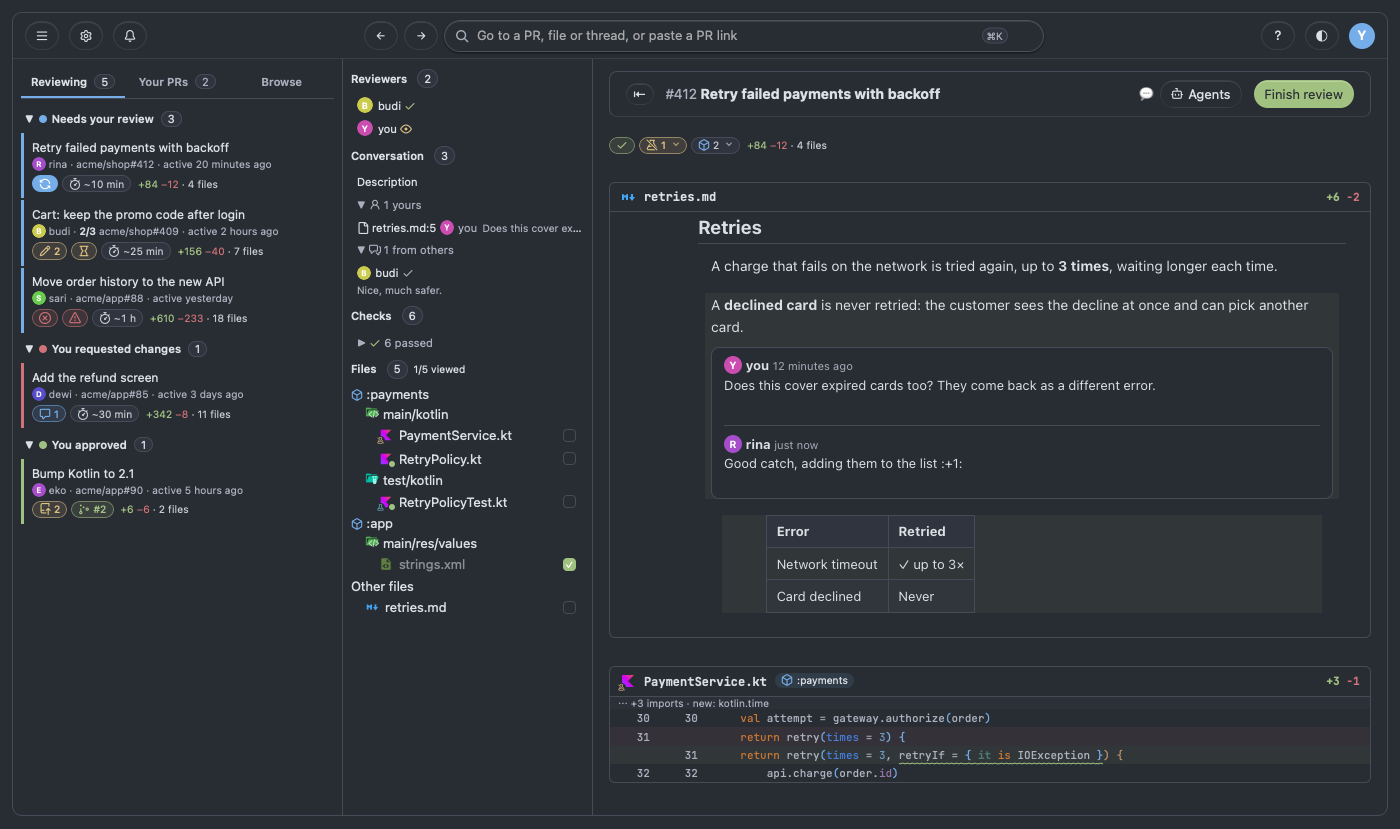 Go to a PR, file or thread, or paste a PR link
⌘K
?
Y
Reviewing 5
Your PRs 2
Browse
Needs your review 3
Retry failed payments with backoff
R rina · acme/shop#412 · active 20 minutes ago
~10 min +84 −12 · 4 files
Cart: keep the promo code after login
B budi · 2/3 acme/shop#409 · active 2 hours ago
2 ~25 min +156 −40 · 7 files
Move order history to the new API
S sari · acme/app#88 · active yesterday
~1 h +610 −233 · 18 files
You requested changes 1
Add the refund screen
D dewi · acme/app#85 · active 3 days ago
1 ~30 min +342 −8 · 11 files
You approved 1
Bump Kotlin to 2.1
E eko · acme/app#90 · active 5 hours ago
2 #2 +6 −6 · 2 files
Reviewers 2
B budi ✓
Y you
Conversation 3
Description
1 yours
retries.md:5 Y you Does this cover ex...
1 from others
B budi ✓
Nice, much safer.
Checks 6
✓ 6 passed
Files 5 1/5 viewed
:payments
main/kotlin
PaymentService.kt
RetryPolicy.kt
test/kotlin
RetryPolicyTest.kt
:app
main/res/values
strings.xml
Other files
retries.md
#412 Retry failed payments with backoff
Agents
Finish review
✓ 1 2 +84 −12 · 4 files
retries.md +6 -2
Retries
A charge that fails on the network is tried again, up to 3 times, waiting longer each time.
A declined card is never retried: the customer sees the decline at once and can pick another
card.
Y you 12 minutes ago
Does this cover expired cards too? They come back as a different error.
R rina just now
Good catch, adding them to the list :+1:
Error Retried
Network timeout ✓ up to 3×
Card declined Never
PaymentService.kt :payments +3 -1
··· +3 imports · new: kotlin.time
30 30 val attempt = gateway.authorize(order)
31 return retry(times = 3) {
31 return retry(times = 3, retryIf = { it is IOException }) {
32 32 api.charge(order.id)